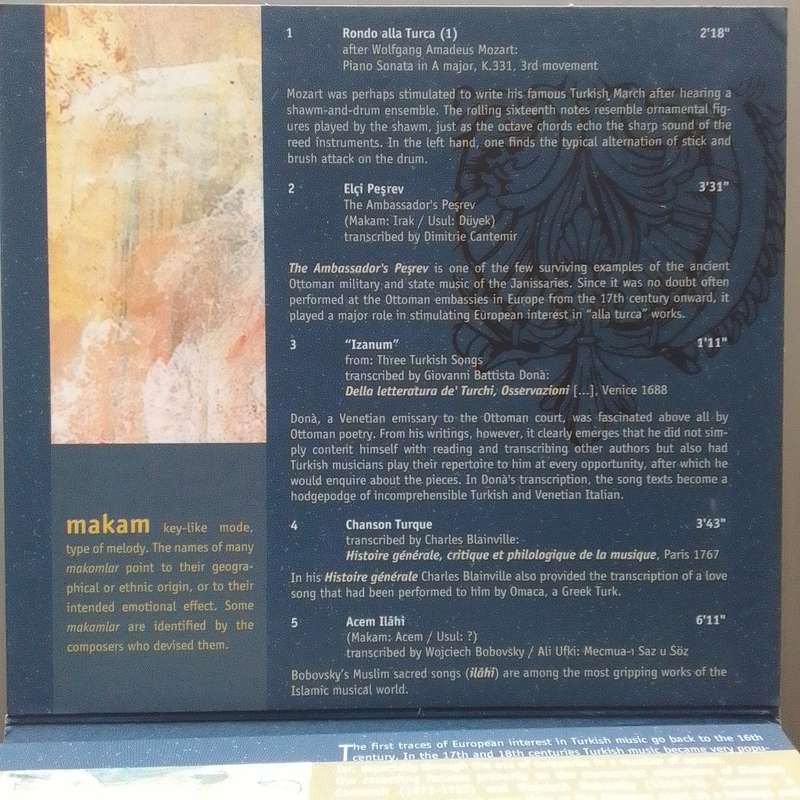 1 Rondo alla Turca (1) 2'18"
after Wolfgang Amadeus Mozart:
Piano Sonata in A major, K.331, 3rd movement
Mozart was perhaps stimulated to write his famous Turkish March after hearing a
shawm-and-drum ensemble. The rolling sixteenth notes resemble ornamental fig-
ures played by the shawm, just as the octave chords echo the sharp sound of the
reed instruments. In the left hand, one finds the typical alternation of stick and
brush attack on the drum.
2 Elçi Peşrev 3'31"
The Ambassador's Peşrev
(Makam: Irak / Usul: Düyek)
transcribed by Dimitrie Cantemir
The Ambassador's Peşrev is one of the few surviving examples of the ancient
Ottoman military and state music of the Janissaries. Since it was no doubt often
performed at the Ottoman embassies in Europe from the 17th century onward, it
played a major role in stimulating European interest in "alla turca" works.
3 "Izanum" 1'11"
from: Three Turkish Songs
transcribed by Giovanni Battista Donà:
Della letteratura de' Turchi, Osservazioni [...], Venice 1688
Donà, a Venetian emissary to the Ottoman court, was fascinated above all by
Ottoman poetry. From his writings, however, it clearly emerges that he did not sim-
ply content himself with reading and transcribing other authors but also had
Turkish musicians play their repertoire to him at every opportunity, after which he
would enquire about the pieces. In Donà's transcription, the song texts become a
hodgepodge of incomprehensible Turkish and Venetian Italian.
4 Chanson Turque 3'43"
transcribed by Charles Blainville:
Histoire générale, critique et philologique de la musique, Paris 1767
In his Histoire générale Charles Blainville also provided the transcription of a love
song that had been performed to him by Omaca, a Greek Turk.
5 Acem Ilâhî 6'11"
(Makam: Acem / Usul: ?)
transcribed by Wojciech Bobovsky / Ali Ufki: Mecmua-ı Saz u Söz
Bobovsky's Muslim sacred songs (ilâhî) are among the most gripping works of the
Islamic musical world.
makam key-like mode,
type of melody. The names of many
makamlar point to their geogra-
phical or ethnic origin, or to their
intended emotional effect. Some
makamlar are identified by the
composers who devised them.
The first traces of European interest in Turkish music go back to the 16th
century. In the 17th and 18th centuries Turkish music became very popu-